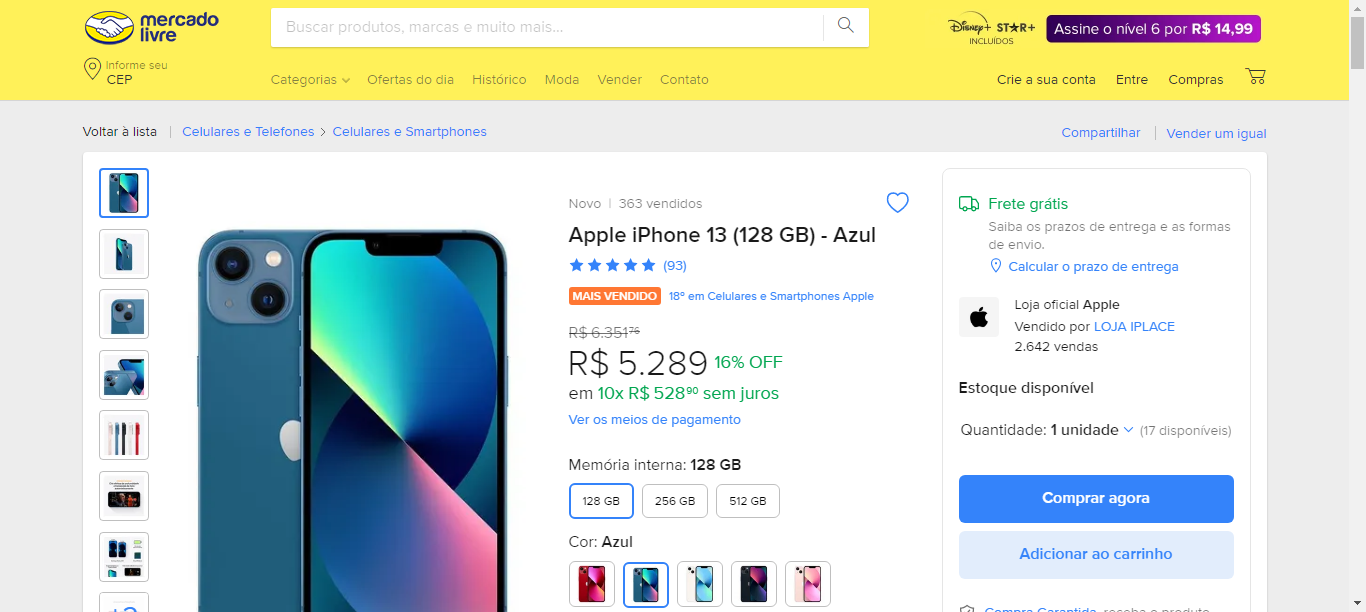 mercado
livre
Buscar produtos, marcas e muito mais...
Disney+ STAR+
INCLUÍDOS
Assine o nível 6 por R$ 14,99
Informe seu
CEP
Categorias Ofertas do dia Histórico Moda Vender Contato
Crie a sua conta Entre Compras
Voltar à lista | Celulares e Telefones > Celulares e Smartphones
Compartilhar | Vender um igual
Novo | 363 vendidos
Apple iPhone 13 (128 GB) - Azul
(93)
MAIS VENDIDO 18º em Celulares e Smartphones Apple
R$ 6.351 76
R$ 5.289 16% OFF
em 10x R$ 528 90 sem juros
Ver os meios de pagamento
Memória interna: 128 GB
128 GB 256 GB 512 GB
Cor: Azul
Frete grátis
Saiba os prazos de entrega e as formas
de envio.
Calcular o prazo de entrega
Loja oficial Apple
Vendido por LOJA IPLACE
2.642 vendas
Estoque disponível
Quantidade: 1 unidade (17 disponíveis)
Comprar agora
Adicionar ao carrinho
Compra Garantida, receba o produto